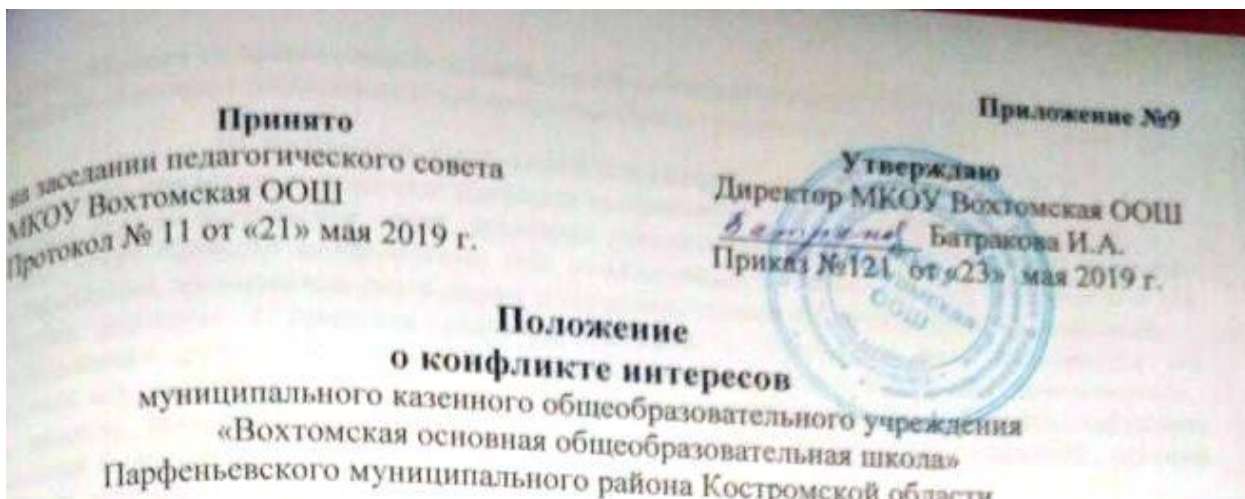 Приложение №9
Принято
на заседании педагогического совета
МКОУ Вохтомская ООШ
Протокол № 11 от «21» мая 2019 г.
Утверждаю
Директор МКОУ Вохтомская ООШ
Батракова И.А.
Приказ №121 от «23» мая 2019 г.
ООШ
Положение
о конфликте интересов
муниципального казенного общеобразовательного учреждения
«Вохтомская основная общеобразовательная школа»
Парфеньевского муниципального района Костромской области